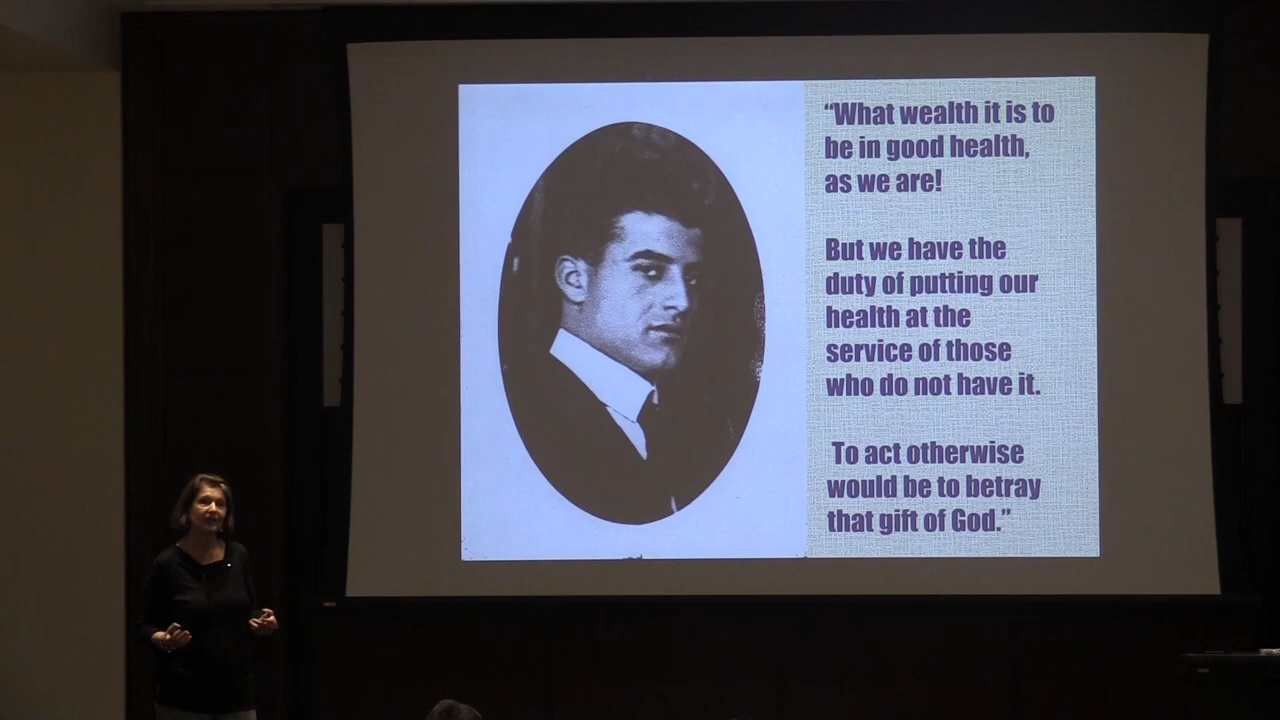 “What wealth it is to
be in good health,
as we are!
But we have the
duty of putting our
health at the
service of those
who do not have it.
To act otherwise
would be to betray
that gift of God.”